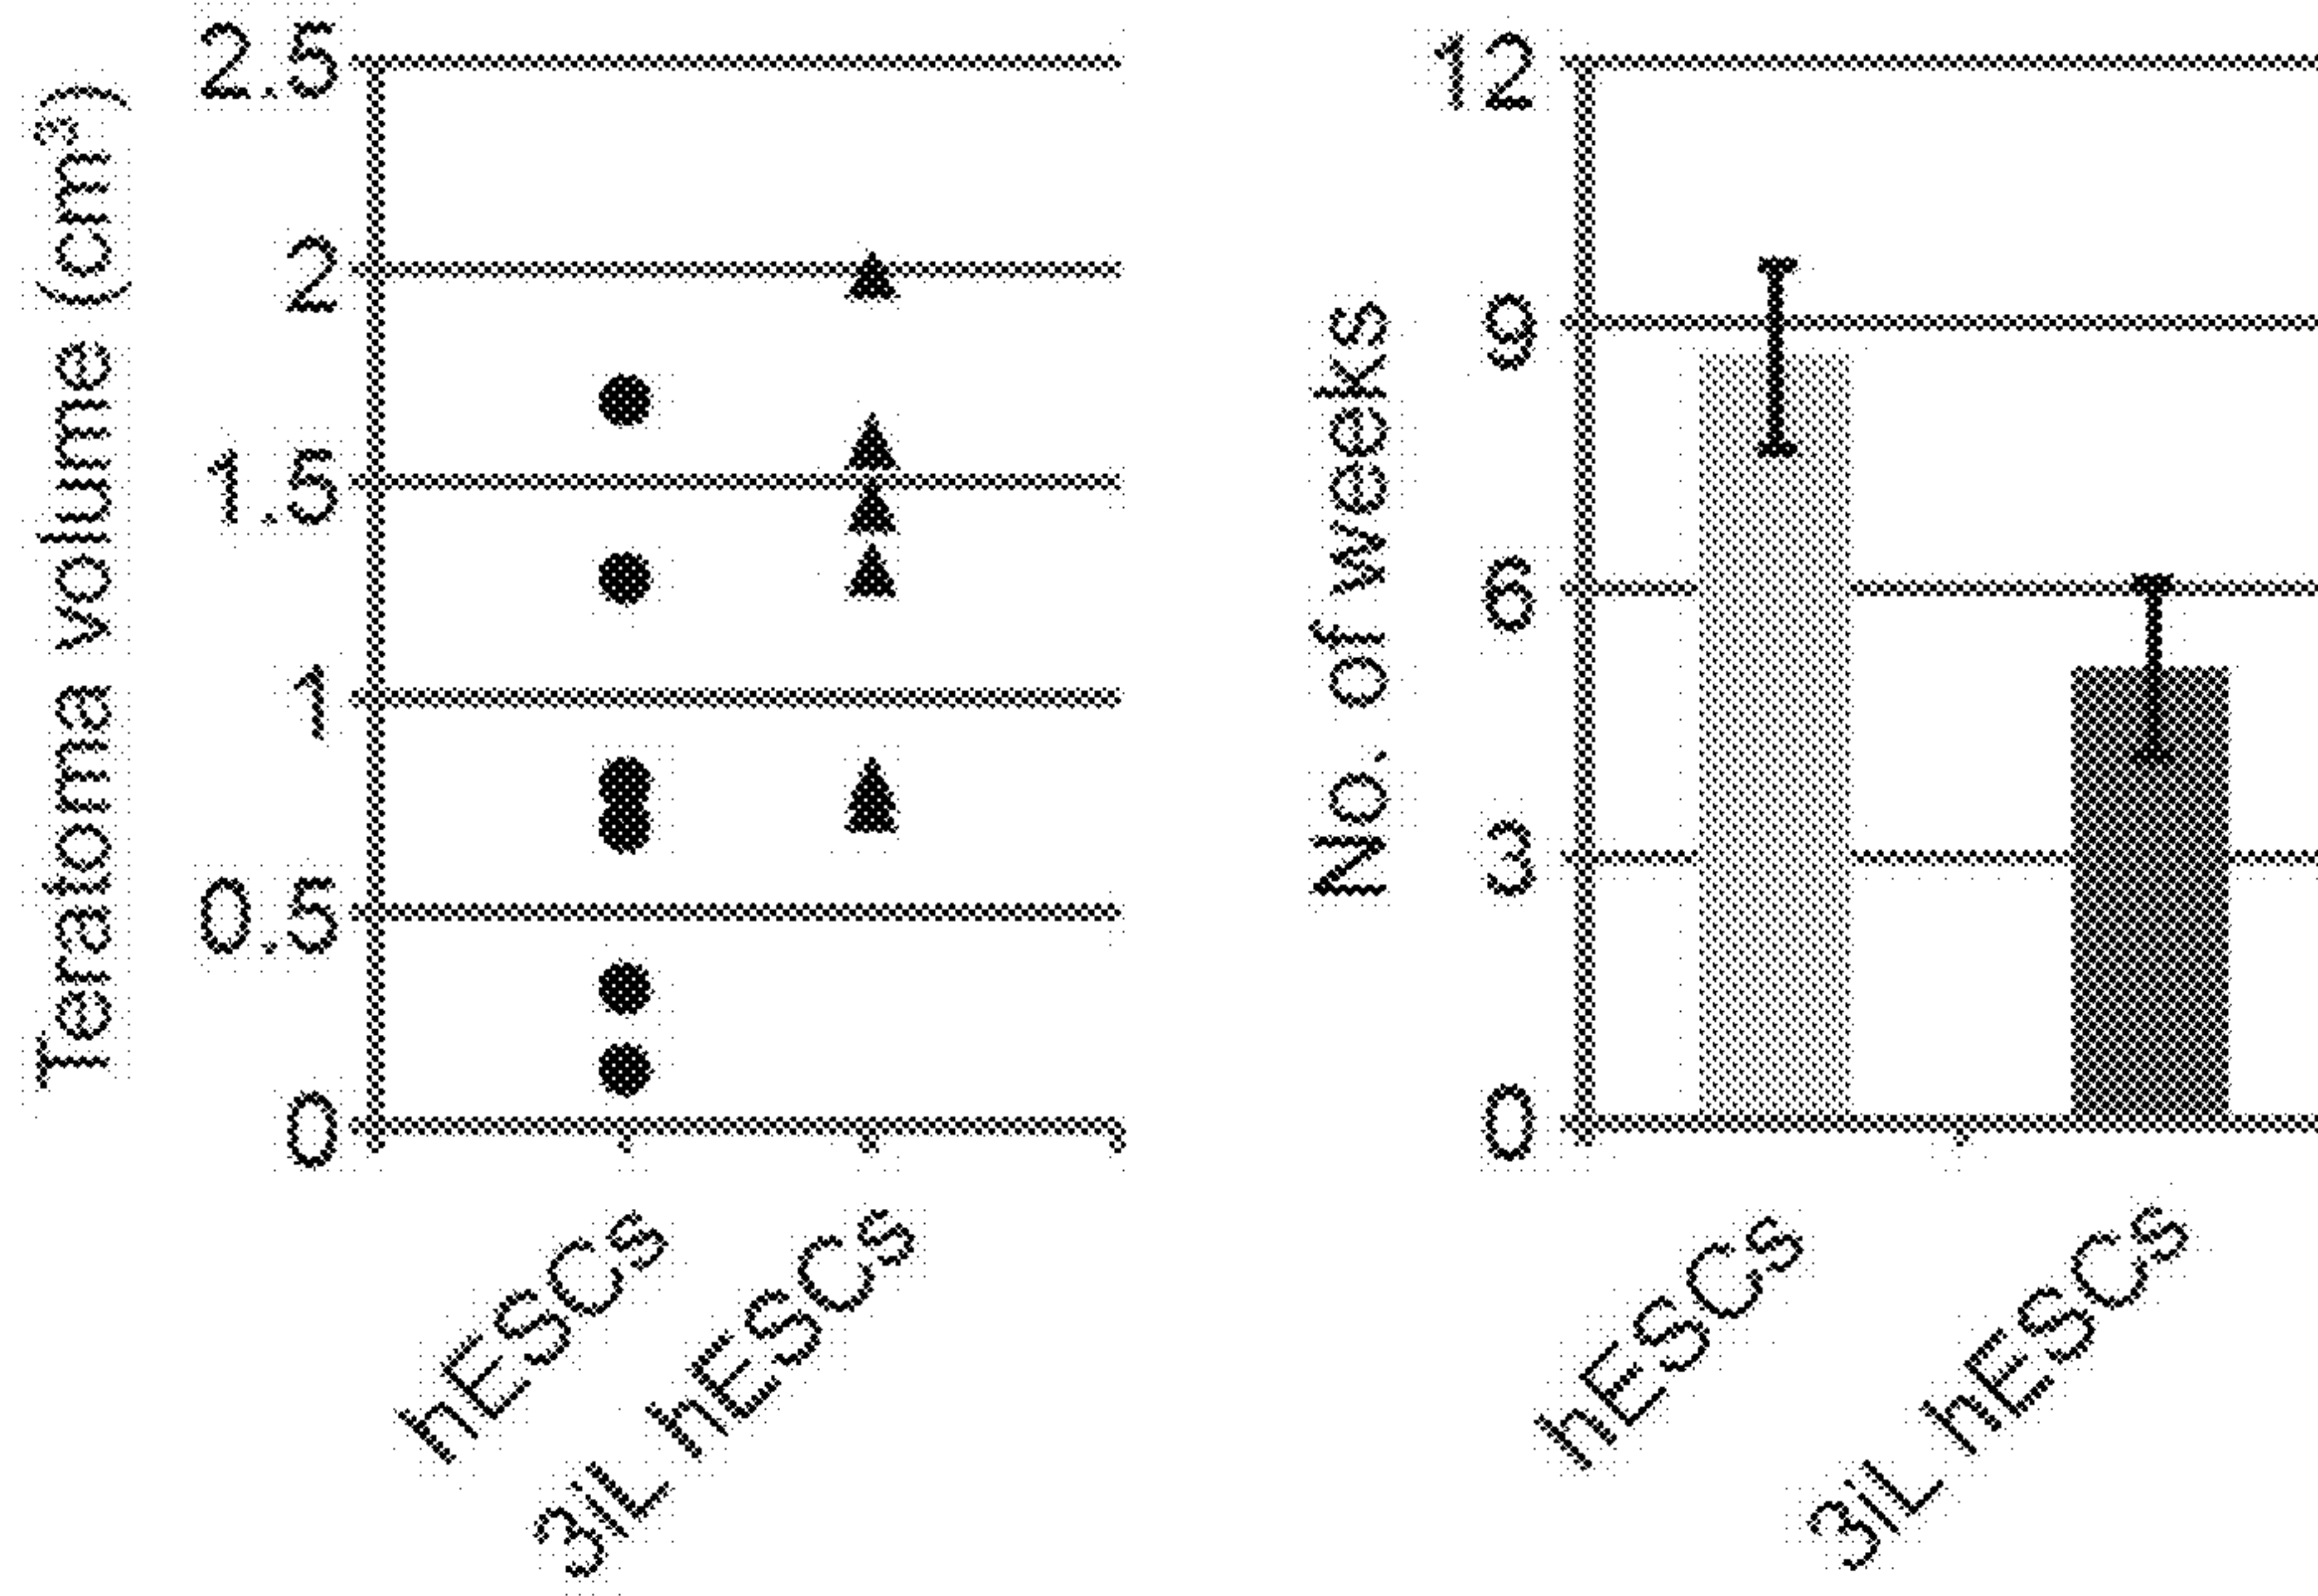 Teratoma volume (cm³)
2.5
2
1.5
1
0.5
0
hESCs
3iL hESCs
No. of weeks
12
9
6
3
0
hESCs
3iL hESCs